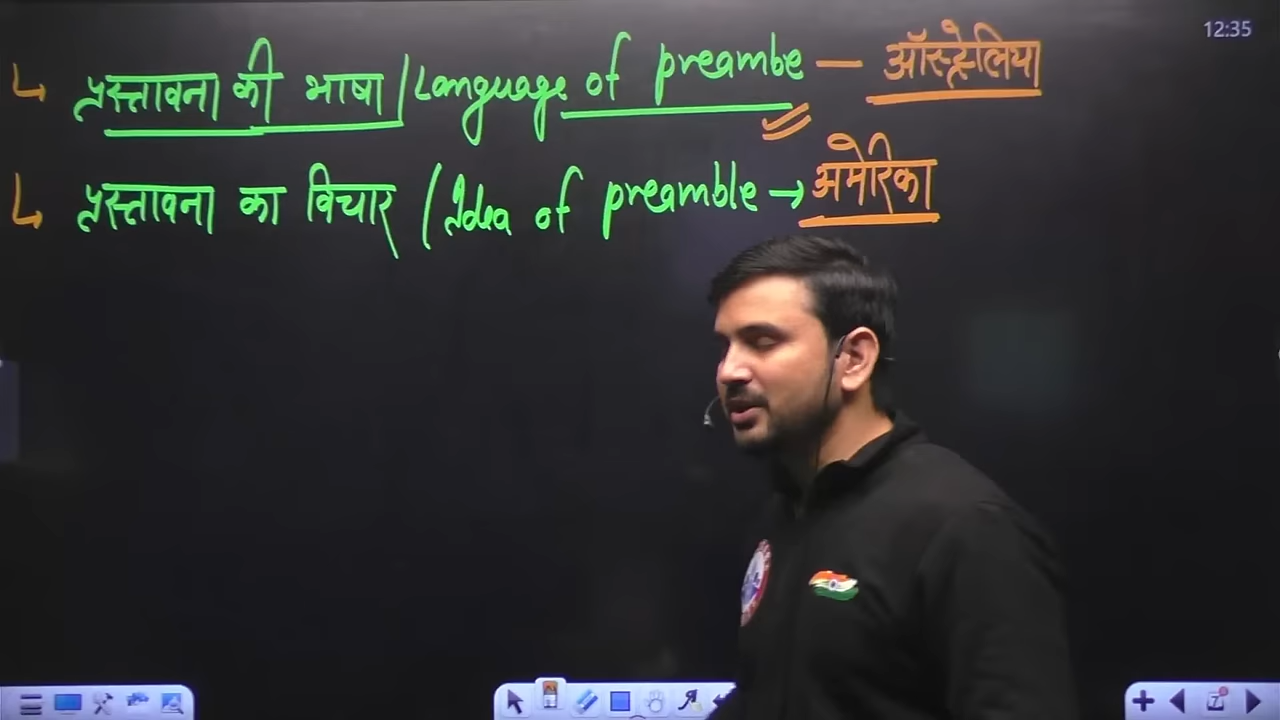 12:35
↳ प्रस्तावना की भाषा / Language of preambe — ऑस्ट्रेलिया
↳ प्रस्तावना का विचार / Idea of preamble → अमेरिका